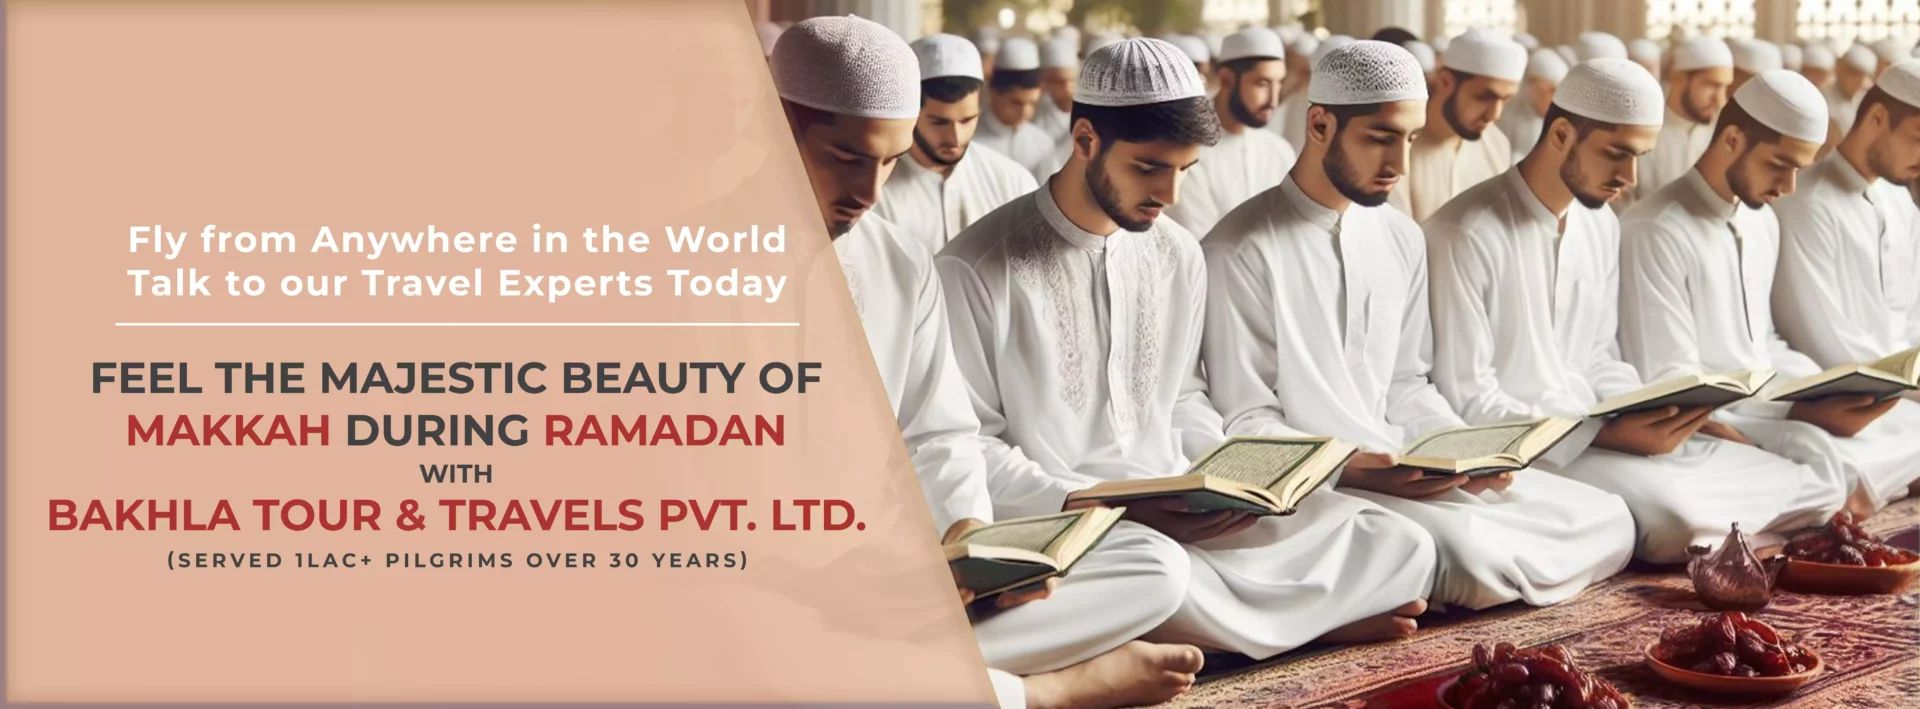 Fly from Anywhere in the World
Talk to our Travel Experts Today
FEEL THE MAJESTIC BEAUTY OF
MAKKAH DURING RAMADAN
WITH
BAKHLA TOUR & TRAVELS PVT. LTD.
(SERVED 1LAC+ PILGRIMS OVER 30 YEARS)